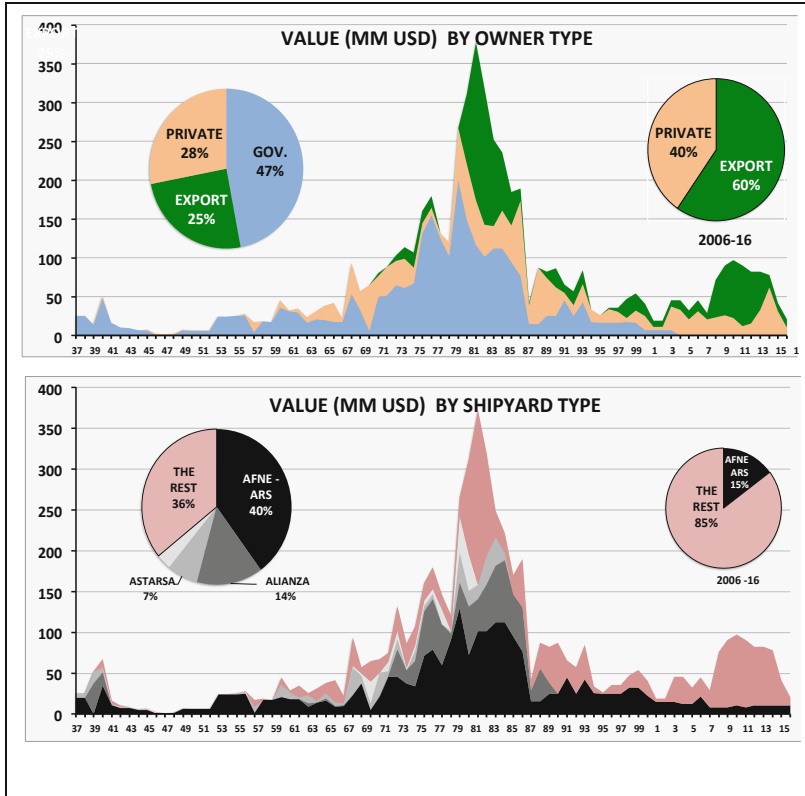 EXPORT
25%
VALUE (MM USD) BY OWNER TYPE
400
350
300
250
200
150
100
50
0
PRIVATE
28%
GOV.
47%
EXPORT
25%
PRIVATE
40%
EXPORT
60%
2006-16
37 39 41 43 45 47 49 51 53 55 57 59 61 63 65 67 69 71 73 75 77 79 81 83 85 87 89 91 93 95 97 99 1 3 5 7 9 11 13 15 1
VALUE (MM USD) BY SHIPYARD TYPE
400
350
300
250
200
150
100
50
0
THE
REST
36%
AFNE -
ARS
40%
ASTARSA./
7%
ALIANZA
14%
AFNE
ARS
15%
THE
REST
85%
2006 -16
37 39 41 43 45 47 49 51 53 55 57 59 61 63 65 67 69 71 73 75 77 79 81 83 85 87 89 91 93 95 97 99 1 3 5 7 9 11 13 15